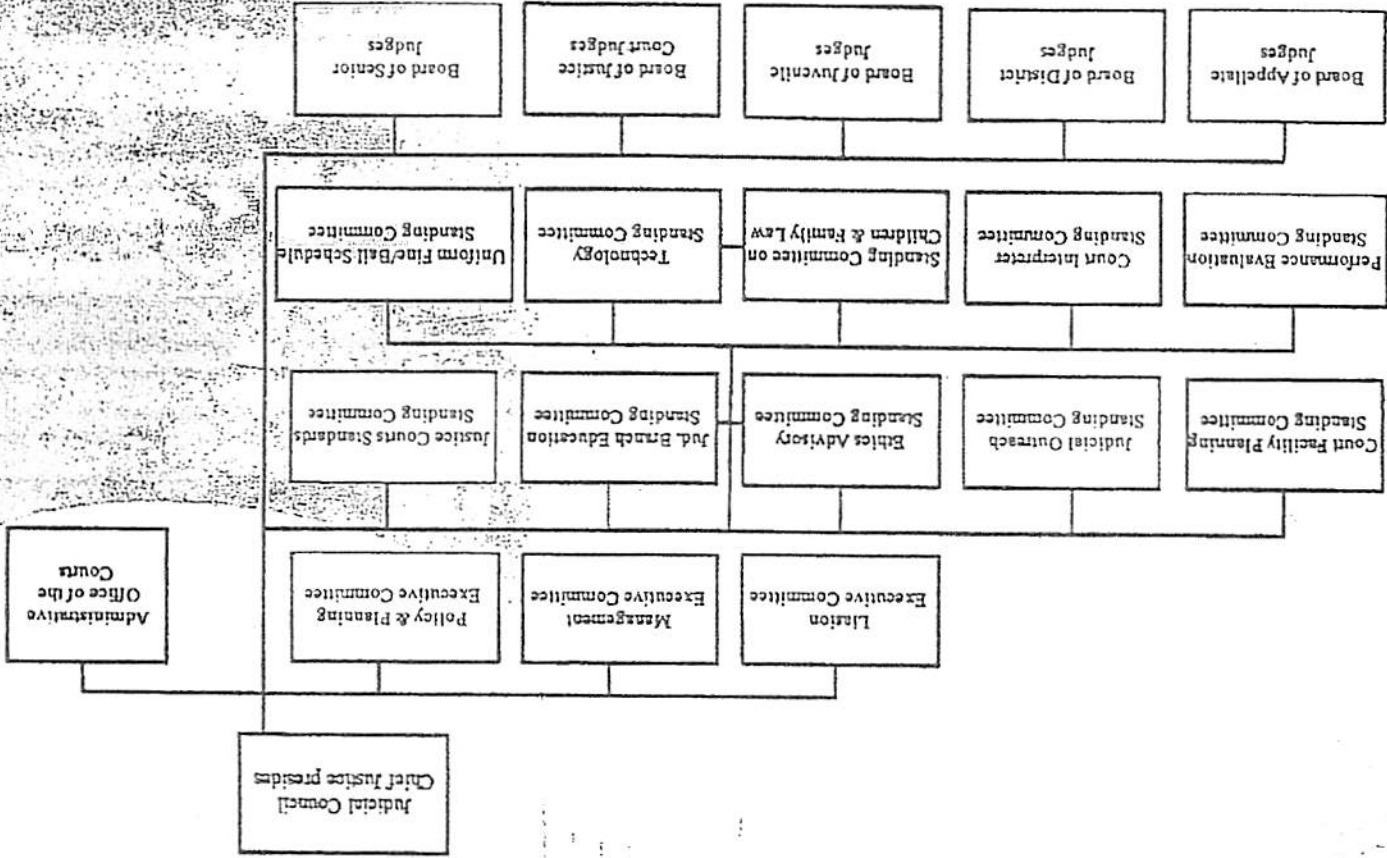 Judicial Council
Chief Justice presides
Liasion
Executive Committee
Management
Executive Committee
Policy & Planning
Executive Committee
Administrative
Office of the
Courts
Court Facility Planning
Standing Committee
Judicial Outreach
Standing Committee
Ethics Advisory
Standing Committee
Jud. Branch Education
Standing Committee
Justice Courts Standards
Standing Committee
Performance Evaluation
Standing Committee
Court Interpreter
Standing Committee
Standing Committee on
Children & Family Law
Technology
Standing Committee
Uniform Fine/Bail Schedule
Standing Committee
Board of Appellate
Judges
Board of District
Judges
Board of Juvenile
Judges
Board of Justice
Court Judges
Board of Senior
Judges